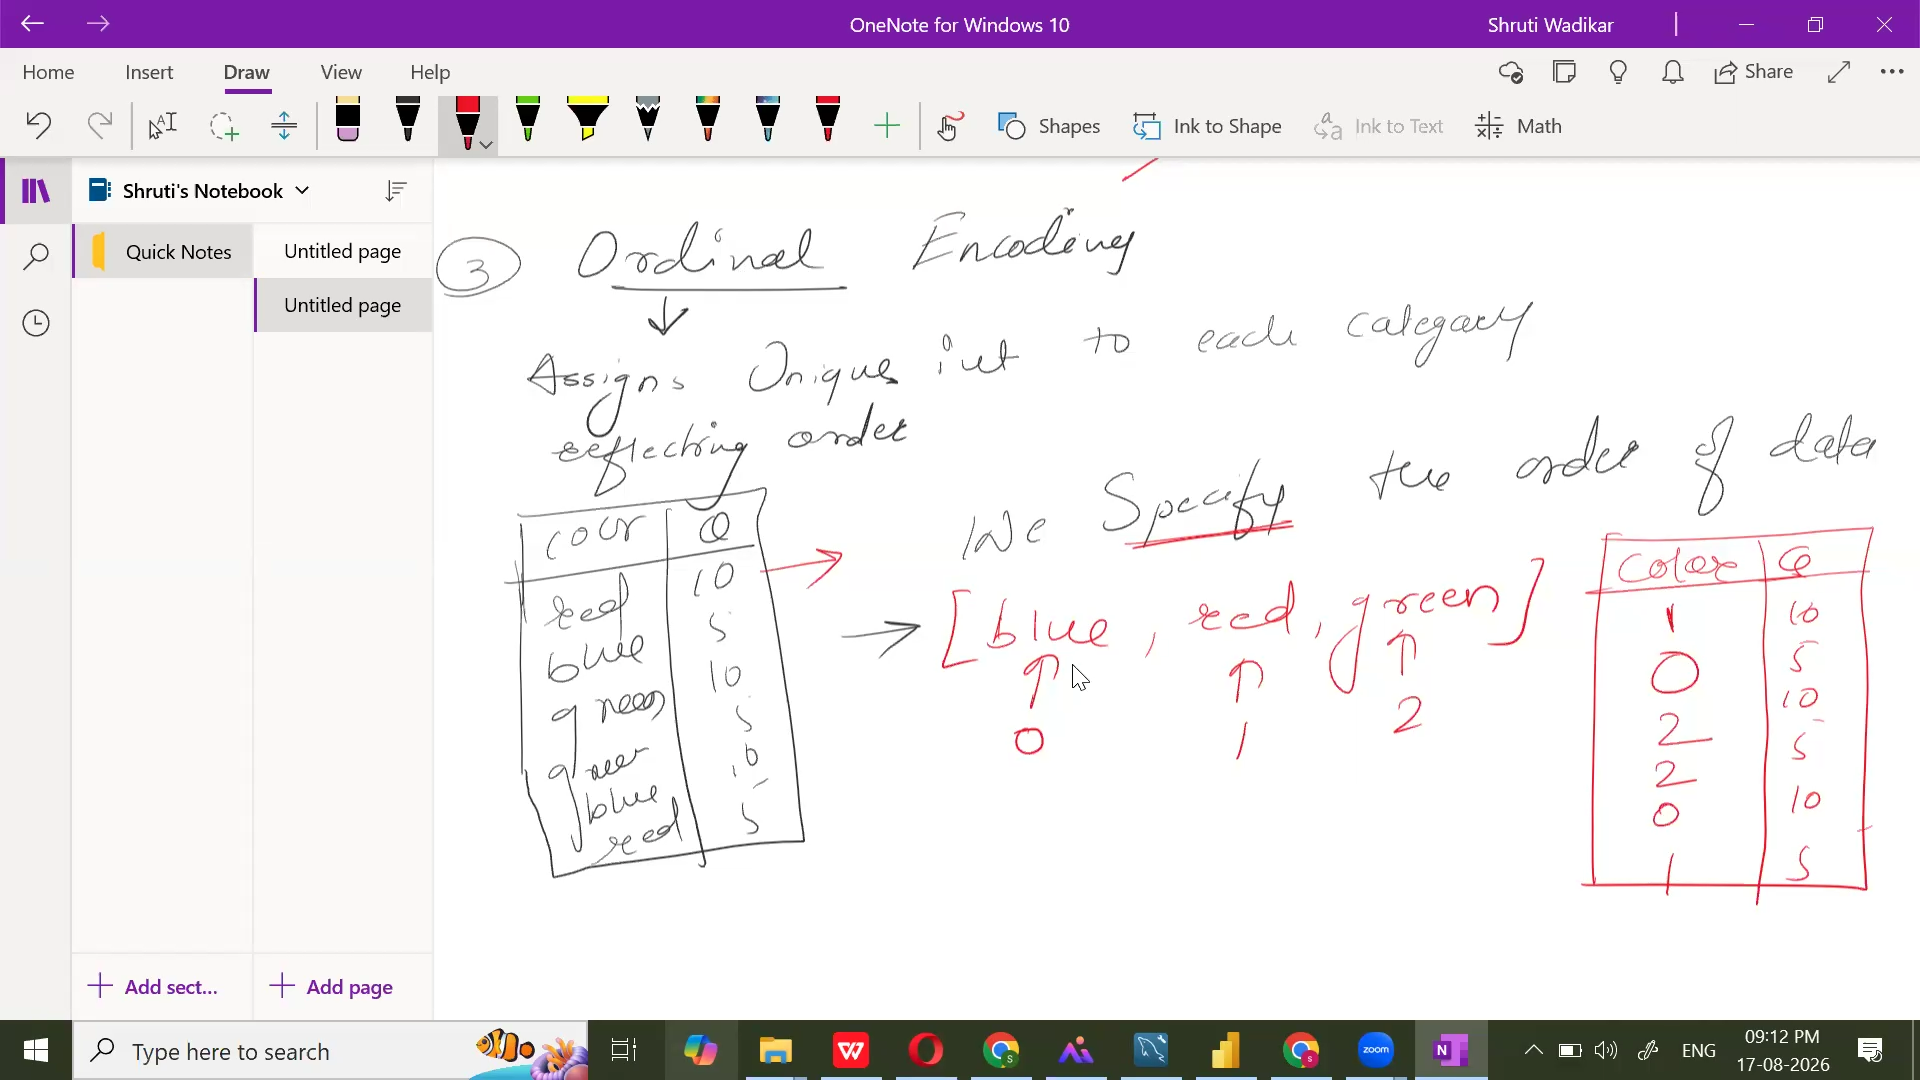 OneNote for Windows 10
Shruti Wadikar
Home Insert Draw View Help
Share
Shapes Ink to Shape Ink to Text Math
Shruti's Notebook
Quick Notes
Untitled page
Untitled page
3 Ordinal Encoding
Assigns Unique int to each category
reflecting order
We Specify the order of data
colur Q
red 10
blue 5
green 10
green 5
blue 10
red 5
[blue, red, green]
0 1 2
Color Q
1 10
0 5
2 10
2 5
0 10
1 5
Add sect...
Add page
Type here to search
zoom
ENG
09:12 PM
17-08-2026